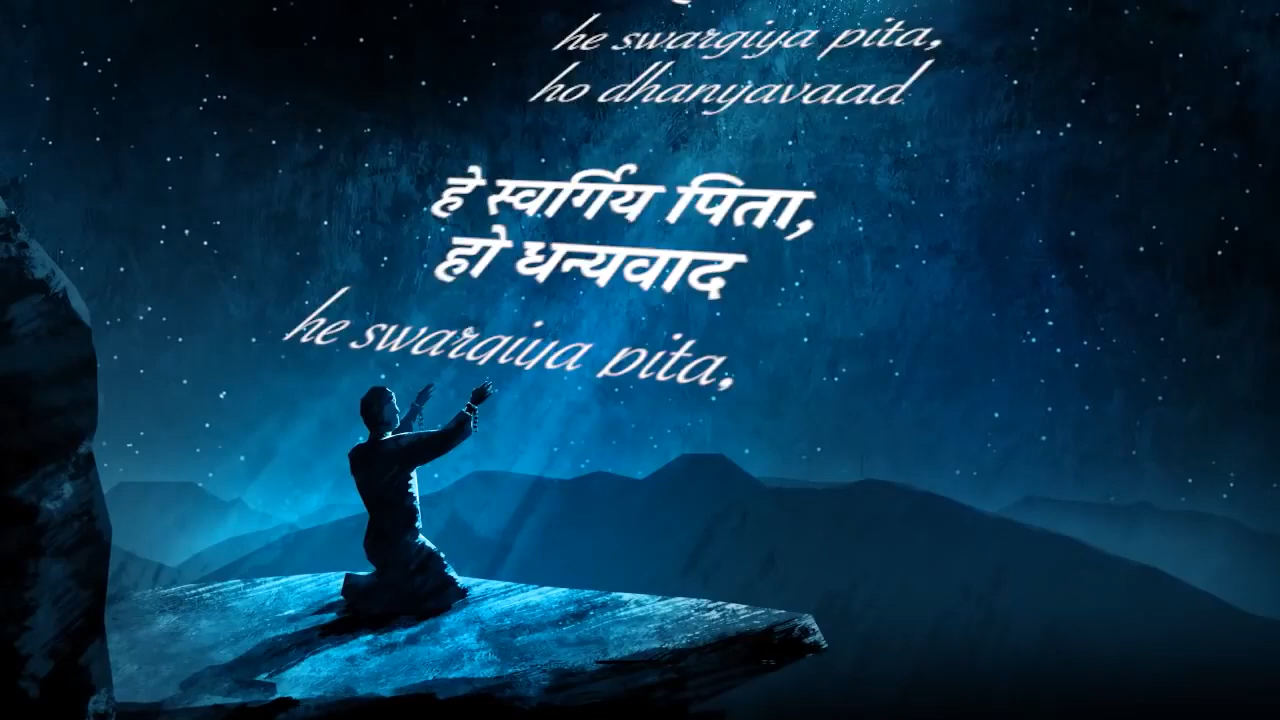 he swargiya pita,
ho dhanyavaad
हे स्वर्गिय पिता,
हो धन्यवाद
he swargiya pita,